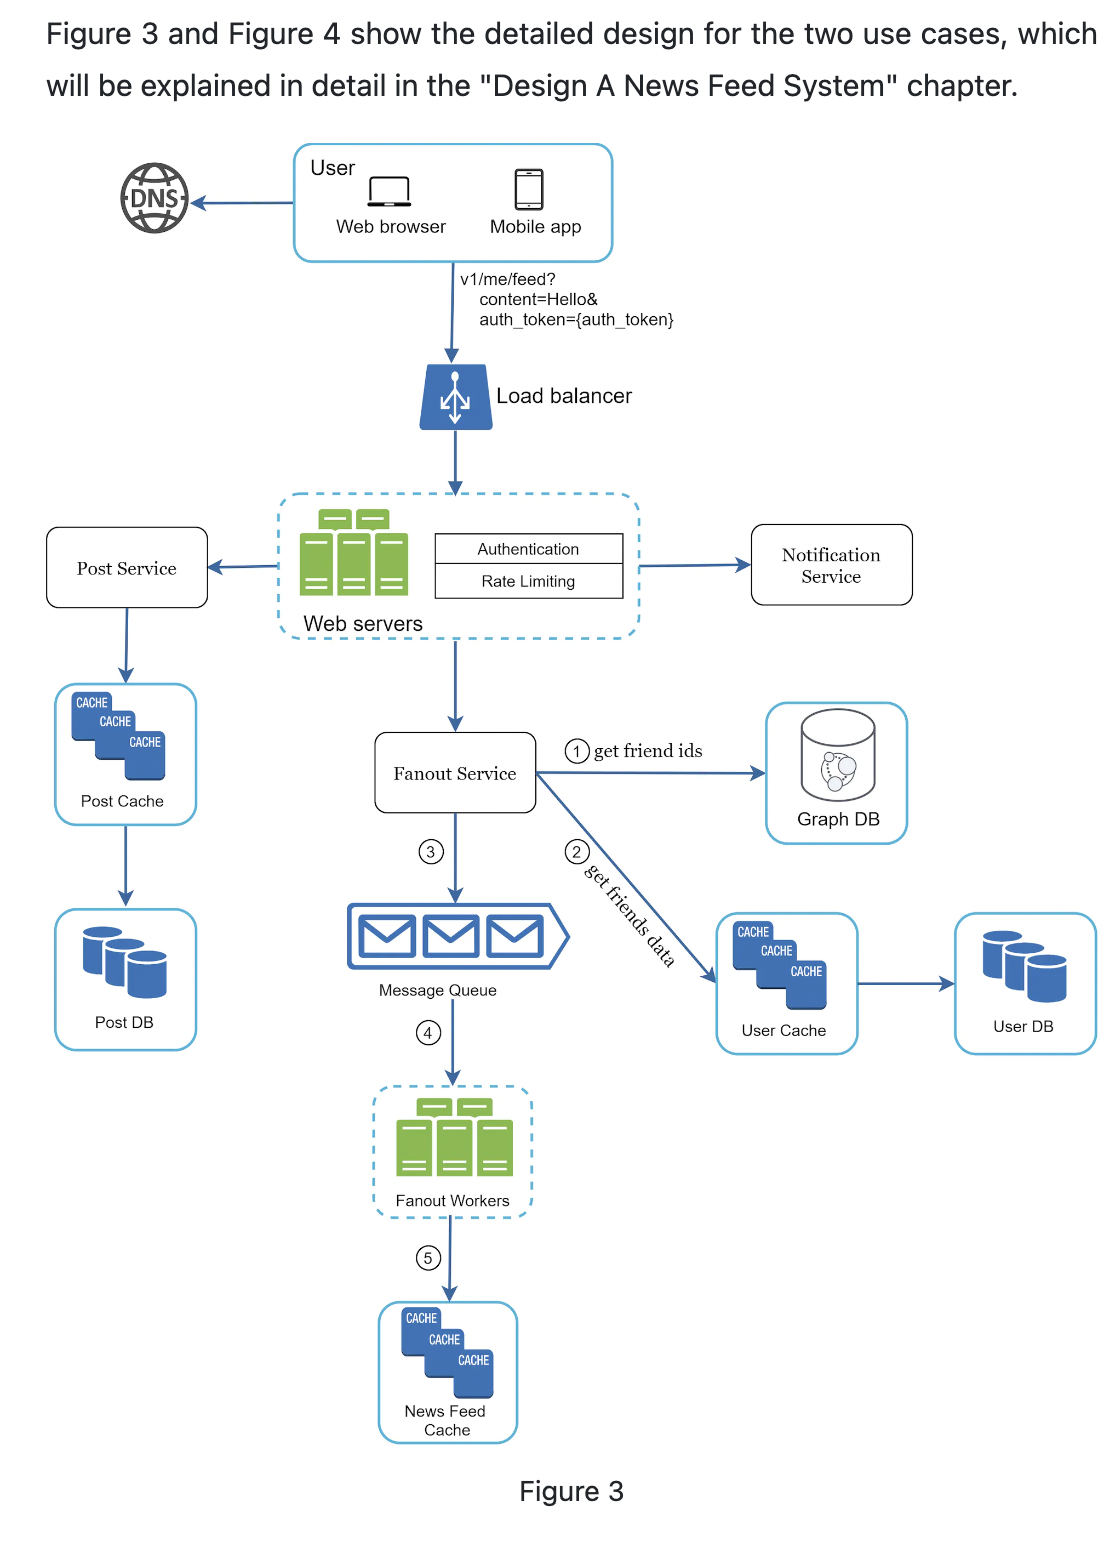 Figure 3 and Figure 4 show the detailed design for the two use cases, which
will be explained in detail in the "Design A News Feed System" chapter.
User
DNS
Web browser
Mobile app
v1/me/feed?
content=Hello&
auth_token={auth_token}
Load balancer
Authentication
Rate Limiting
Web servers
Post Service
Notification
Service
CACHE
CACHE
CACHE
Post Cache
Post DB
Fanout Service
1 get friend ids
Graph DB
2 get friends data
CACHE
CACHE
CACHE
User Cache
User DB
3
Message Queue
4
Fanout Workers
5
CACHE
CACHE
CACHE
News Feed
Cache
Figure 3